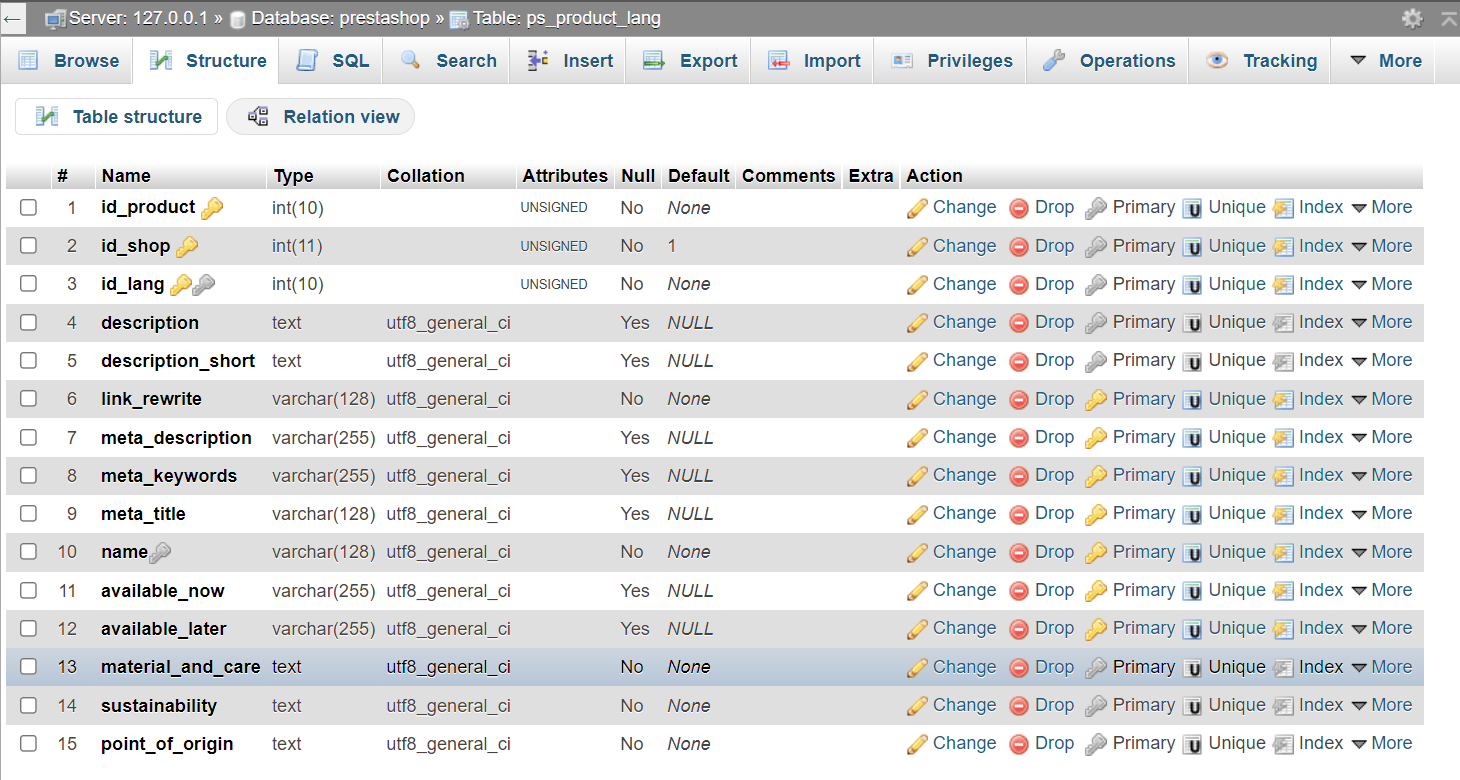 Server: 127.0.0.1 » Database: prestashop » Table: ps_product_lang
Browse Structure SQL Search Insert Export Import Privileges Operations Tracking More
Table structure Relation view
# Name Type Collation Attributes Null Default Comments Extra Action
1 id_product int(10) UNSIGNED No None Change Drop Primary Unique Index More
2 id_shop int(11) UNSIGNED No 1 Change Drop Primary Unique Index More
3 id_lang int(10) UNSIGNED No None Change Drop Primary Unique Index More
4 description text utf8_general_ci Yes NULL Change Drop Primary Unique Index More
5 description_short text utf8_general_ci Yes NULL Change Drop Primary Unique Index More
6 link_rewrite varchar(128) utf8_general_ci No None Change Drop Primary Unique Index More
7 meta_description varchar(255) utf8_general_ci Yes NULL Change Drop Primary Unique Index More
8 meta_keywords varchar(255) utf8_general_ci Yes NULL Change Drop Primary Unique Index More
9 meta_title varchar(128) utf8_general_ci Yes NULL Change Drop Primary Unique Index More
10 name varchar(128) utf8_general_ci No None Change Drop Primary Unique Index More
11 available_now varchar(255) utf8_general_ci Yes NULL Change Drop Primary Unique Index More
12 available_later varchar(255) utf8_general_ci Yes NULL Change Drop Primary Unique Index More
13 material_and_care text utf8_general_ci No None Change Drop Primary Unique Index More
14 sustainability text utf8_general_ci No None Change Drop Primary Unique Index More
15 point_of_origin text utf8_general_ci No None Change Drop Primary Unique Index More